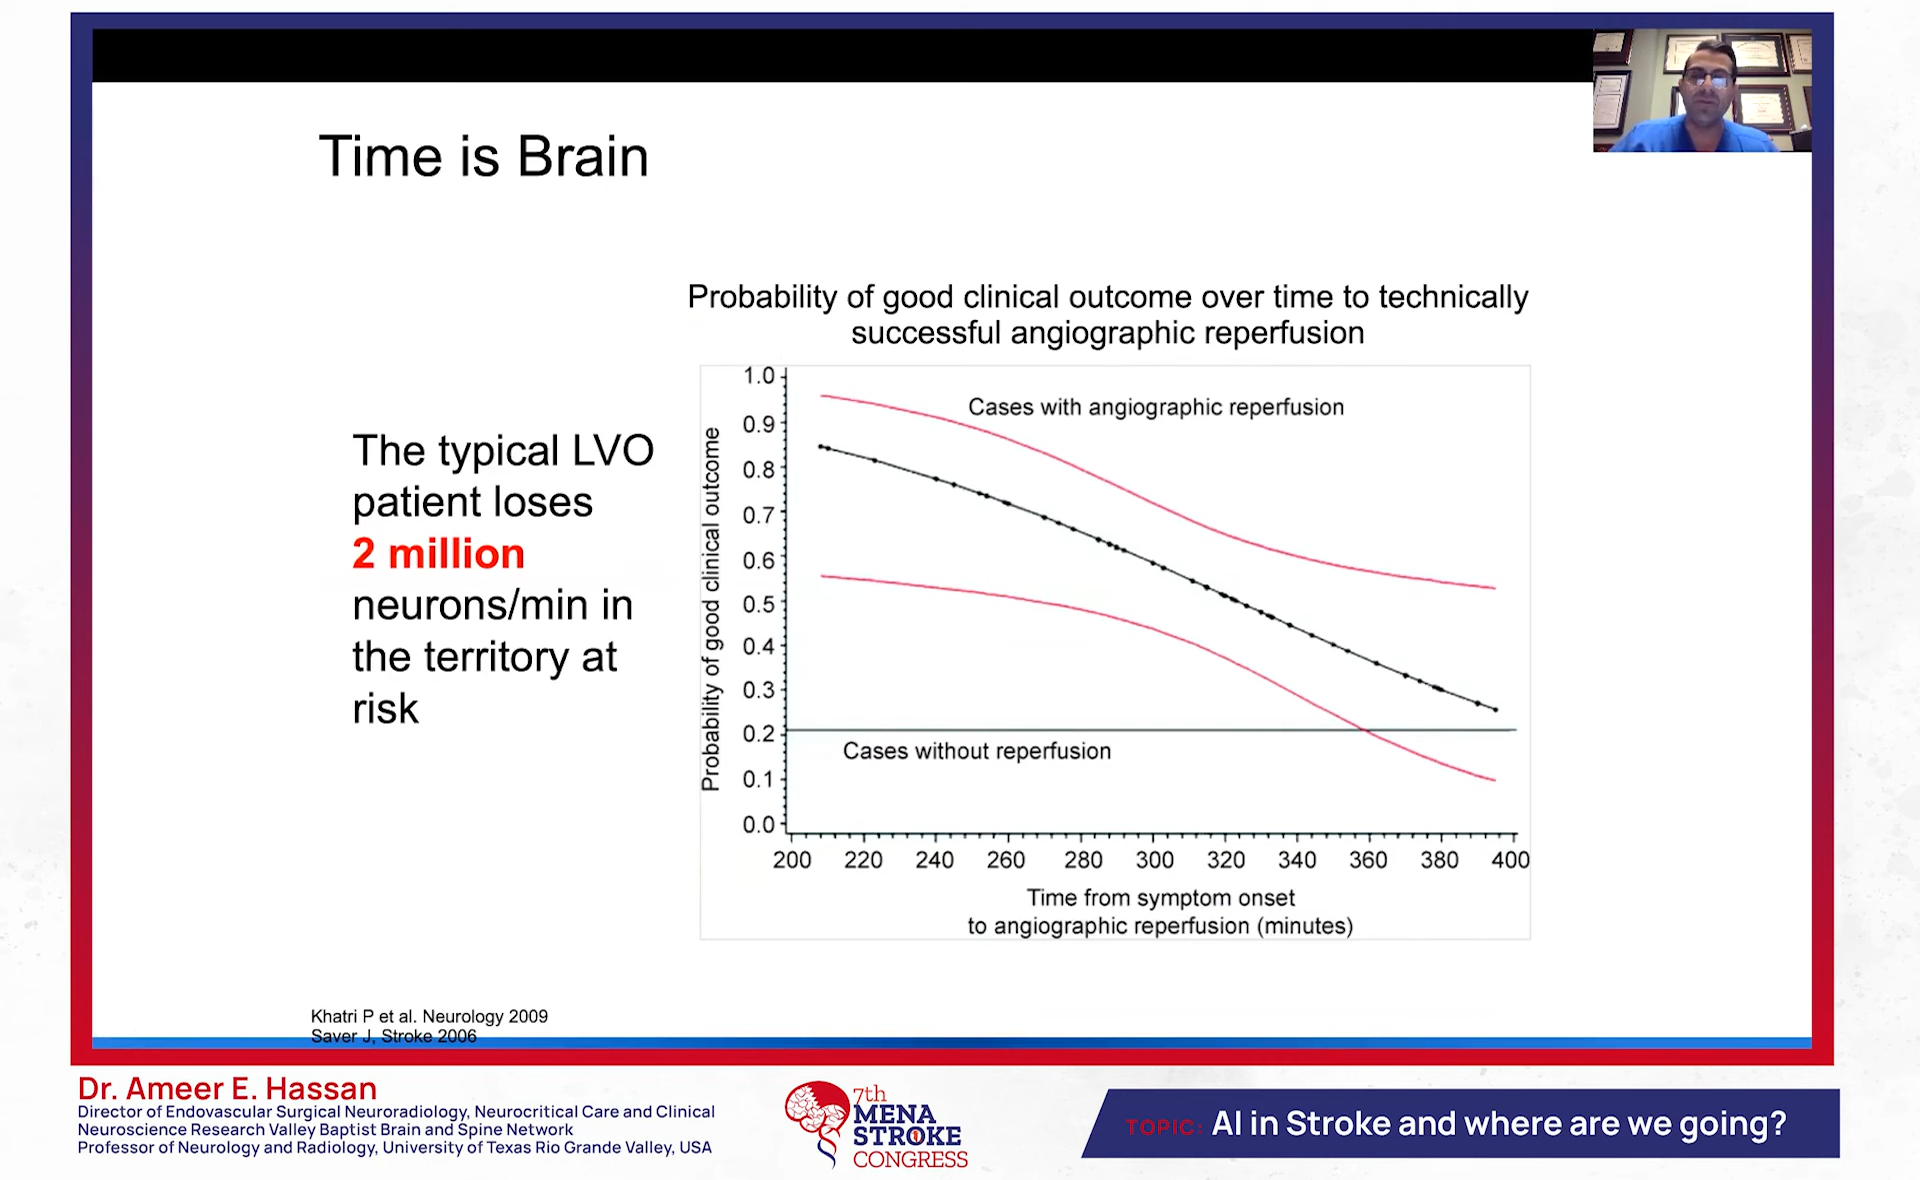 Time is Brain
The typical LVO
patient loses
2 million
neurons/min in
the territory at
risk
Probability of good clinical outcome over time to technically
successful angiographic reperfusion
Probability of good clinical outcome
1.0
0.9
0.8
0.7
0.6
0.5
0.4
0.3
0.2
0.1
0.0
Cases with angiographic reperfusion
Cases without reperfusion
200 220 240 260 280 300 320 340 360 380 400
Time from symptom onset
to angiographic reperfusion (minutes)
Khatri P et al. Neurology 2009
Saver J, Stroke 2006
Dr. Ameer E. Hassan
Director of Endovascular Surgical Neuroradiology, Neurocritical Care and Clinical
Neuroscience Research Valley Baptist Brain and Spine Network
Professor of Neurology and Radiology, University of Texas Rio Grande Valley, USA
7th
MENA
STROKE
CONGRESS
TOPIC: AI in Stroke and where are we going?